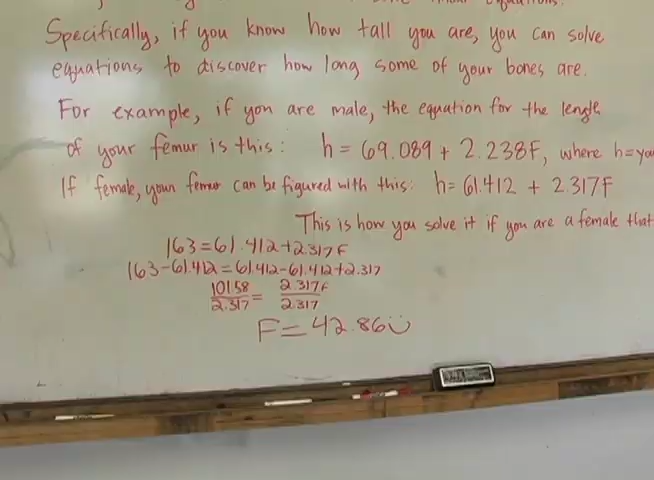 Specifically, if you know how tall you are, you can solve
equations to discover how long some of your bones are.
For example, if you are male, the equation for the length
of your femur is this: h = 69.089 + 2.238F, where h=yo
If female, your femur can be figured with this: h= 61.412 + 2.317F
This is how you solve it if you are a female that
163=61.412+2.317F
163-61.412=61.412-61.412+2.317
101.58 / 2.317 = 2.317F / 2.317
F=42.86